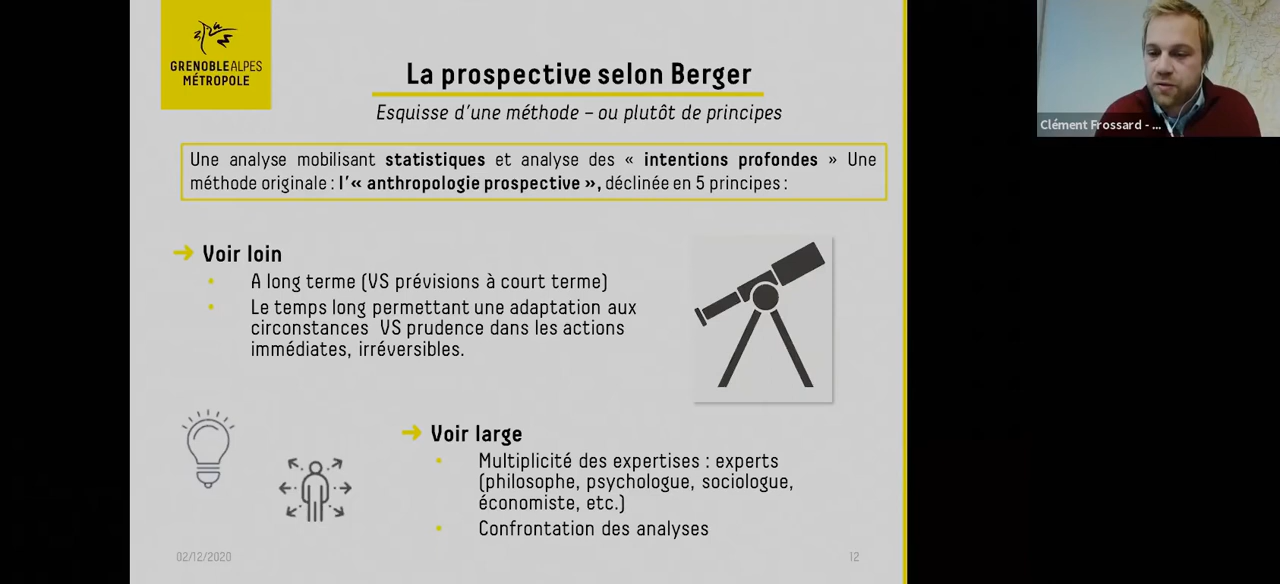 GRENOBLEALPES
MÉTROPOLE
La prospective selon Berger
Esquisse d'une méthode – ou plutôt de principes
Une analyse mobilisant statistiques et analyse des « intentions profondes » Une
méthode originale : l'« anthropologie prospective », déclinée en 5 principes :
Voir loin
A long terme (VS prévisions à court terme)
Le temps long permettant une adaptation aux
circonstances VS prudence dans les actions
immédiates, irréversibles.
Voir large
Multiplicité des expertises : experts
(philosophe, psychologue, sociologue,
économiste, etc.)
Confrontation des analyses
02/12/2020
12
Clément Frossard - ...